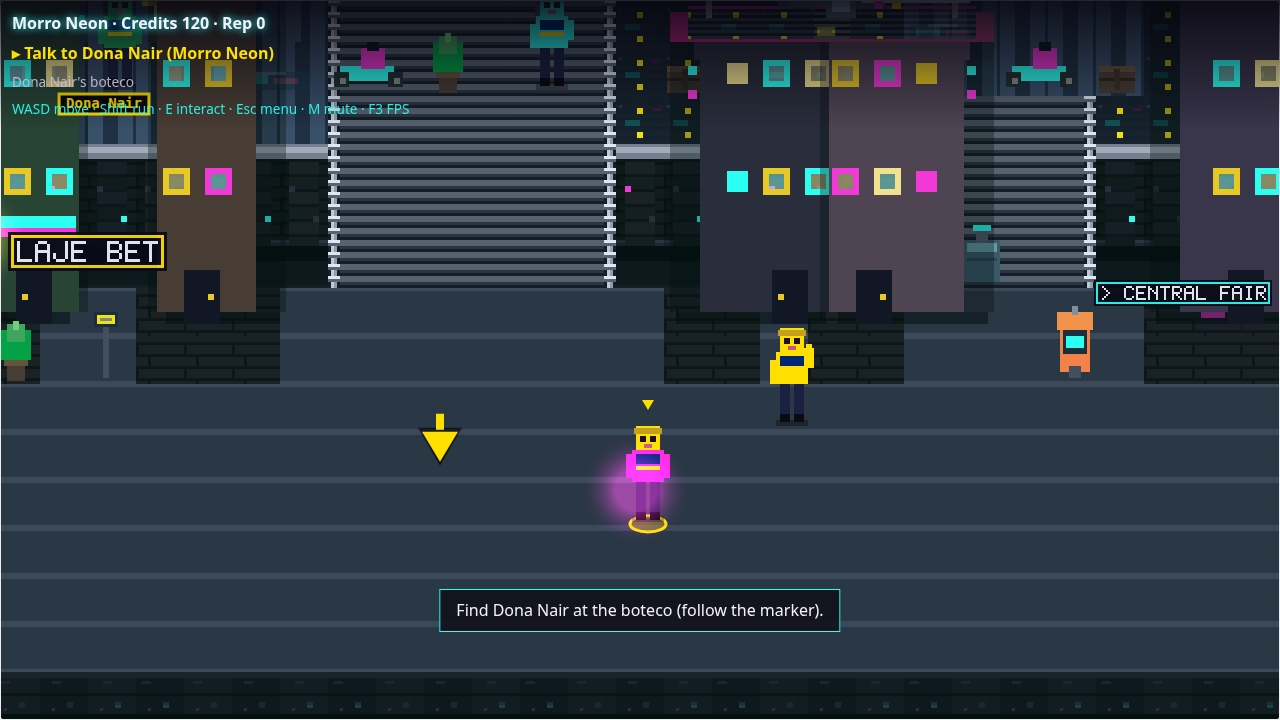 Morro Neon · Credits 120 · Rep 0
▸ Talk to Dona Nair (Morro Neon)
Dona Nair's boteco
Dona Nair
WASD move · Shift run · E interact · Esc menu · M mute · F3 FPS
LAJE BET
> CENTRAL FAIR
Find Dona Nair at the boteco (follow the marker).